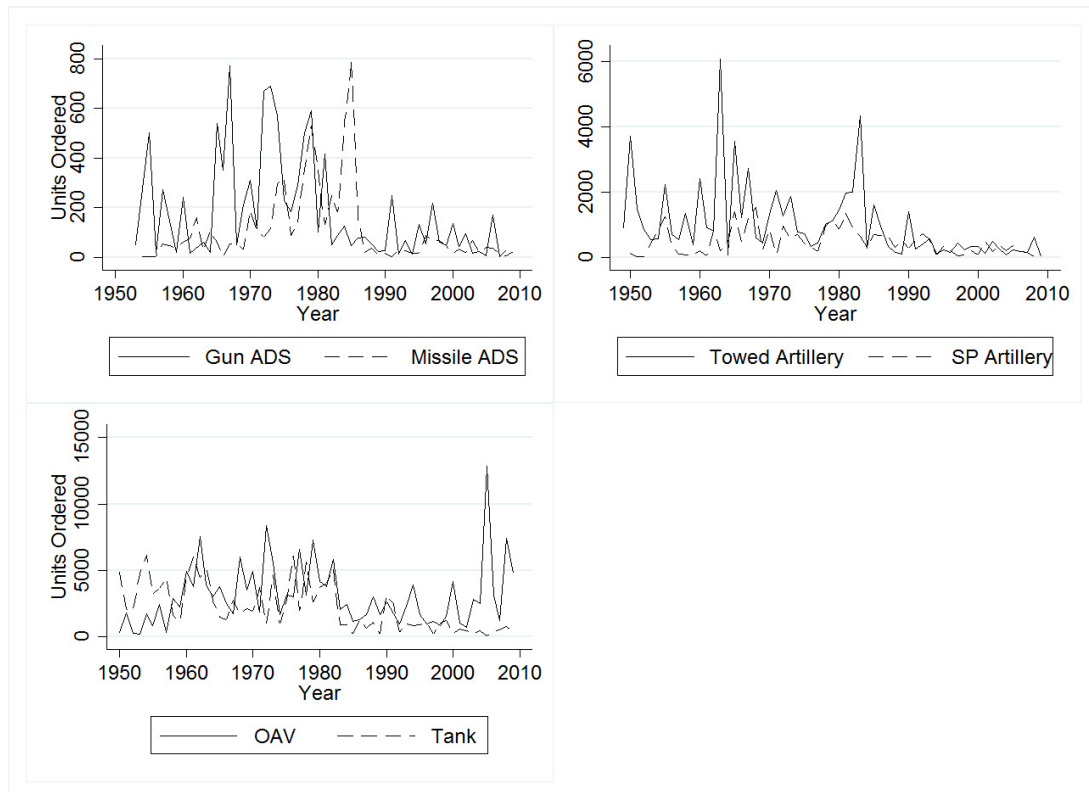 Units Ordered
0 200 400 600 800
1950 1960 1970 1980 1990 2000 2010
Year
Gun ADS Missile ADS
0 2000 4000 6000
1950 1960 1970 1980 1990 2000 2010
Year
Towed Artillery SP Artillery
Units Ordered
0 5000 10000 15000
1950 1960 1970 1980 1990 2000 2010
Year
OAV Tank